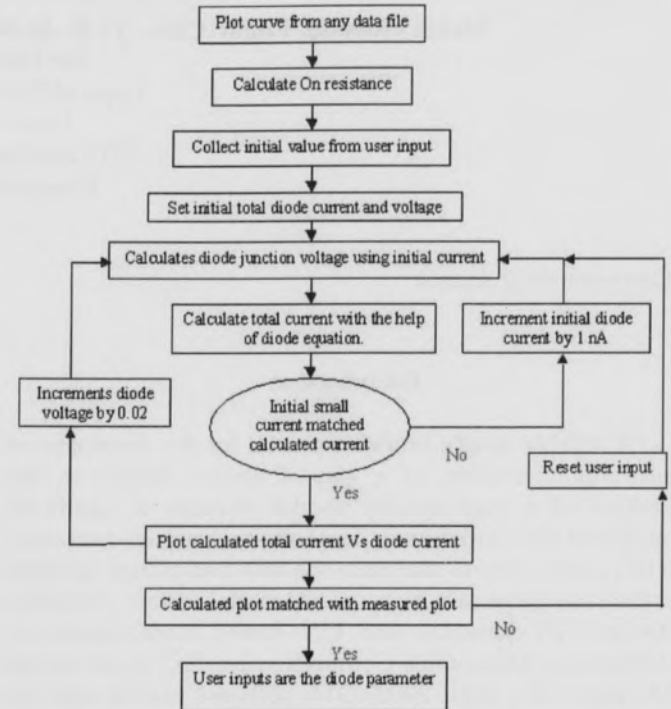 Plot curve from any data file
Calculate On resistance
Collect initial value from user input
Set initial total diode current and voltage
Calculates diode junction voltage using initial current
Calculate total current with the help
of diode equation.
Increment initial diode
current by 1 nA
Increments diode
voltage by 0.02
Initial small
current matched
calculated current
No
Reset user input
Yes
Plot calculated total current Vs diode current
Calculated plot matched with measured plot
No
Yes
User inputs are the diode parameter